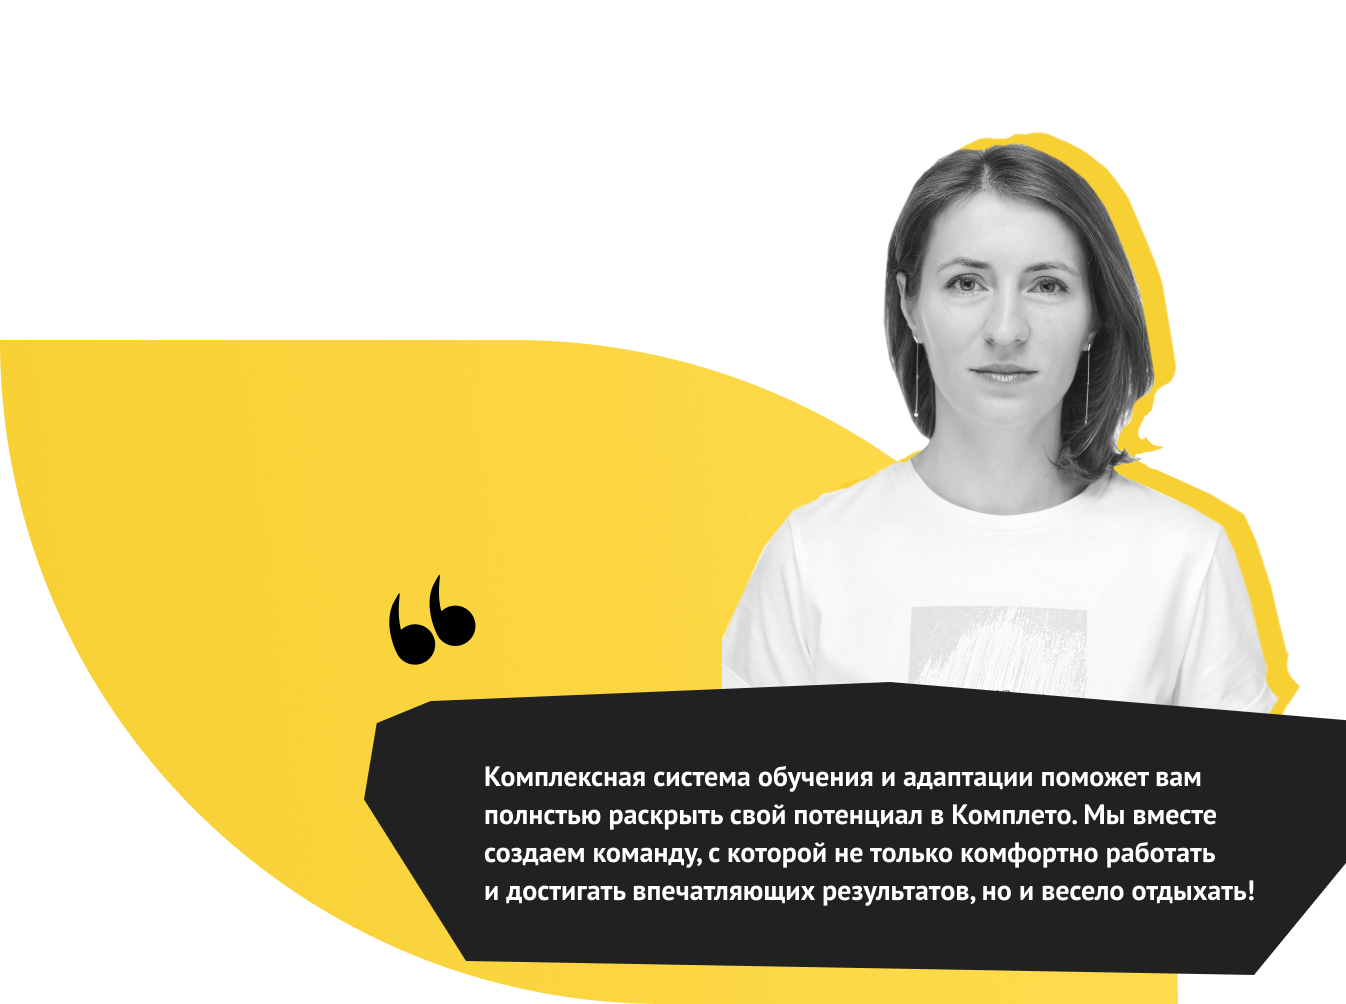 Комплексная система обучения и адаптации поможет вам
полнстью раскрыть свой потенциал в Комплето. Мы вместе
создаем команду, с которой не только комфортно работать
и достигать впечатляющих результатов, но и весело отдыхать!